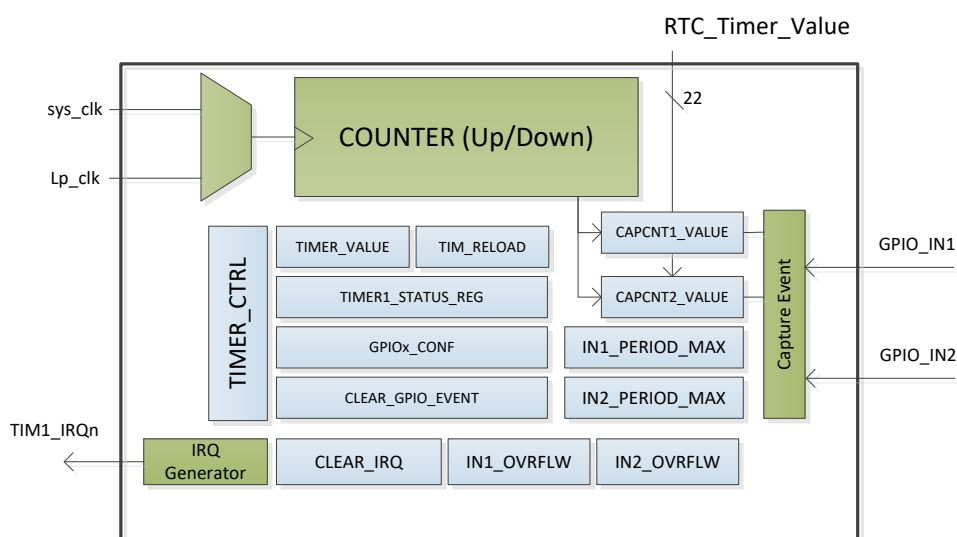 RTC_Timer_Value
22
sys_clk
COUNTER (Up/Down)
Lp_clk
TIMER_CTRL
TIMER_VALUE
TIM_RELOAD
CAPCNT1_VALUE
TIMER1_STATUS_REG
CAPCNT2_VALUE
GPIOx_CONF
IN1_PERIOD_MAX
CLEAR_GPIO_EVENT
IN2_PERIOD_MAX
Capture Event
GPIO_IN1
GPIO_IN2
TIM1_IRQn
IRQ
Generator
CLEAR_IRQ
IN1_OVRFLW
IN2_OVRFLW